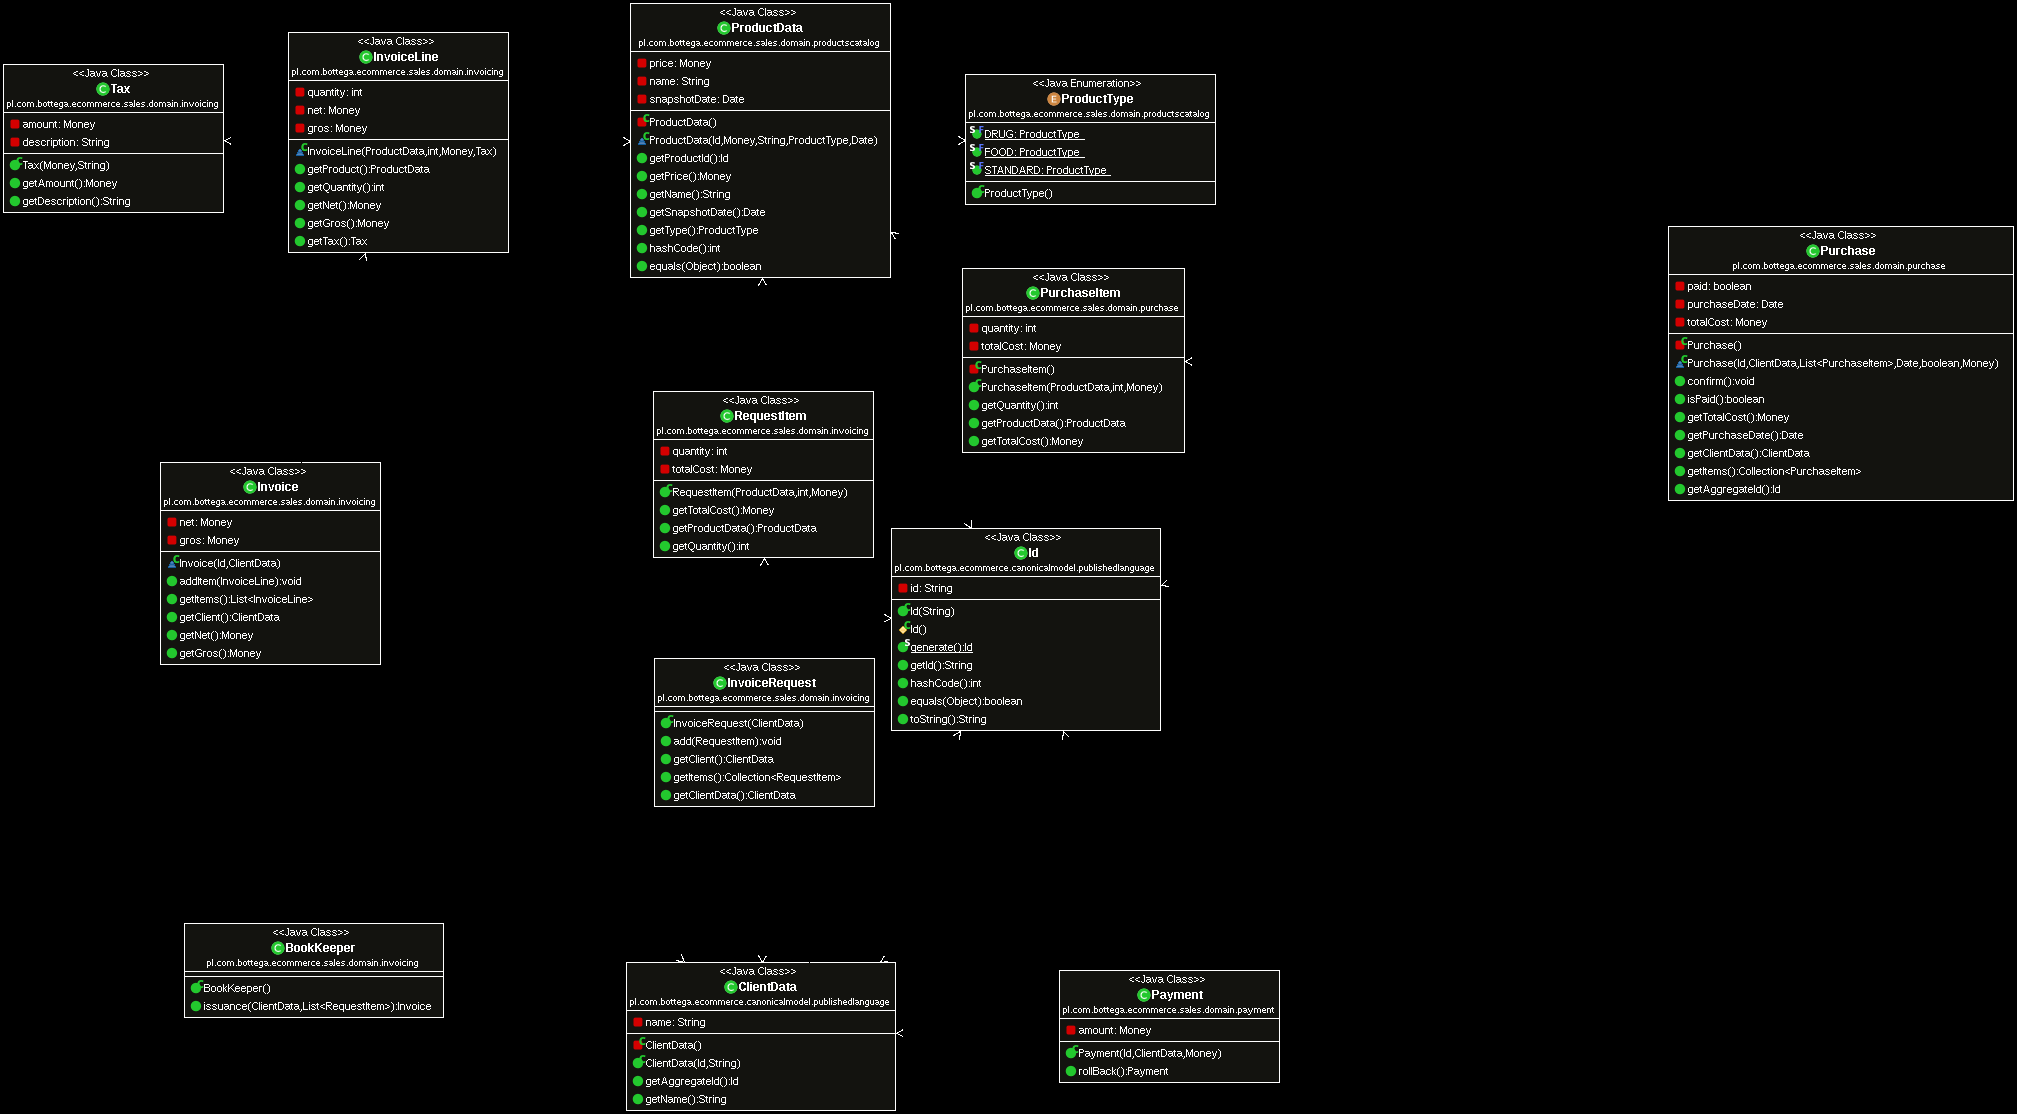 <<Java Class>>
Tax
pl.com.bottega.ecommerce.sales.domain.invoicing
amount: Money
description: String
Tax(Money,String)
getAmount():Money
getDescription():String
<<Java Class>>
InvoiceLine
pl.com.bottega.ecommerce.sales.domain.invoicing
quantity: int
net: Money
gros: Money
InvoiceLine(ProductData,int,Money,Tax)
getProduct():ProductData
getQuantity():int
getNet():Money
getGros():Money
getTax():Tax
<<Java Class>>
ProductData
pl.com.bottega.ecommerce.sales.domain.productscatalog
price: Money
name: String
snapshotDate: Date
ProductData()
ProductData(Id,Money,String,ProductType,Date)
getProductId():Id
getPrice():Money
getName():String
getSnapshotDate():Date
getType():ProductType
hashCode():int
equals(Object):boolean
<<Java Enumeration>>
ProductType
pl.com.bottega.ecommerce.sales.domain.productscatalog
DRUG: ProductType
FOOD: ProductType
STANDARD: ProductType
ProductType()
<<Java Class>>
PurchaseItem
pl.com.bottega.ecommerce.sales.domain.purchase
quantity: int
totalCost: Money
PurchaseItem()
PurchaseItem(ProductData,int,Money)
getQuantity():int
getProductData():ProductData
getTotalCost():Money
<<Java Class>>
Purchase
pl.com.bottega.ecommerce.sales.domain.purchase
paid: boolean
purchaseDate: Date
totalCost: Money
Purchase()
Purchase(Id,ClientData,List<PurchaseItem>,Date,boolean,Money)
confirm():void
isPaid():boolean
getTotalCost():Money
getPurchaseDate():Date
getClientData():ClientData
getItems():Collection<PurchaseItem>
getAggregateId():Id
<<Java Class>>
RequestItem
pl.com.bottega.ecommerce.sales.domain.invoicing
quantity: int
totalCost: Money
RequestItem(ProductData,int,Money)
getTotalCost():Money
getProductData():ProductData
getQuantity():int
<<Java Class>>
Invoice
pl.com.bottega.ecommerce.sales.domain.invoicing
net: Money
gros: Money
Invoice(Id,ClientData)
addItem(InvoiceLine):void
getItems():List<InvoiceLine>
getClient():ClientData
getNet():Money
getGros():Money
<<Java Class>>
Id
pl.com.bottega.ecommerce.canonicalmodel.publishedlanguage
id: String
Id(String)
Id()
generate():Id
getId():String
hashCode():int
equals(Object):boolean
toString():String
<<Java Class>>
InvoiceRequest
pl.com.bottega.ecommerce.sales.domain.invoicing
InvoiceRequest(ClientData)
add(RequestItem):void
getClient():ClientData
getItems():Collection<RequestItem>
getClientData():ClientData
<<Java Class>>
BookKeeper
pl.com.bottega.ecommerce.sales.domain.invoicing
BookKeeper()
issuance(ClientData,List<RequestItem>):Invoice
<<Java Class>>
ClientData
pl.com.bottega.ecommerce.canonicalmodel.publishedlanguage
name: String
ClientData()
ClientData(Id,String)
getAggregateId():Id
getName():String
<<Java Class>>
Payment
pl.com.bottega.ecommerce.sales.domain.payment
amount: Money
Payment(Id,ClientData,Money)
rollBack():Payment